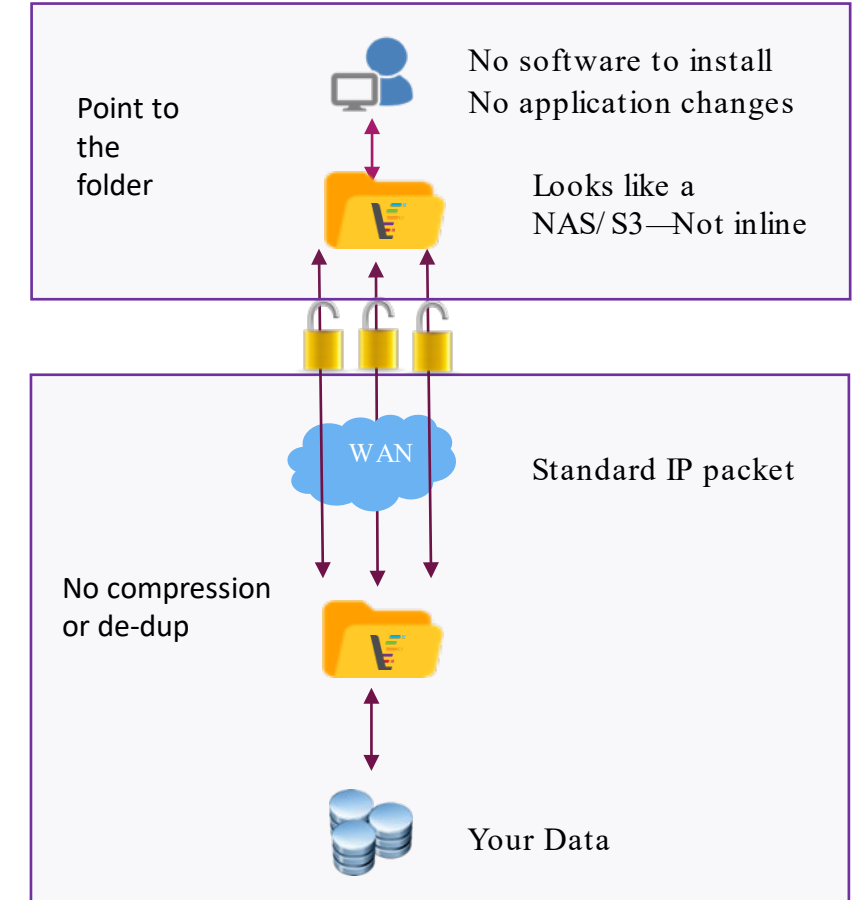 No software to install
No application changes
Point to
the
folder
Looks like a
NAS/S3—Not inline
WAN
Standard IP packet
No compression
or de-dup
Your Data